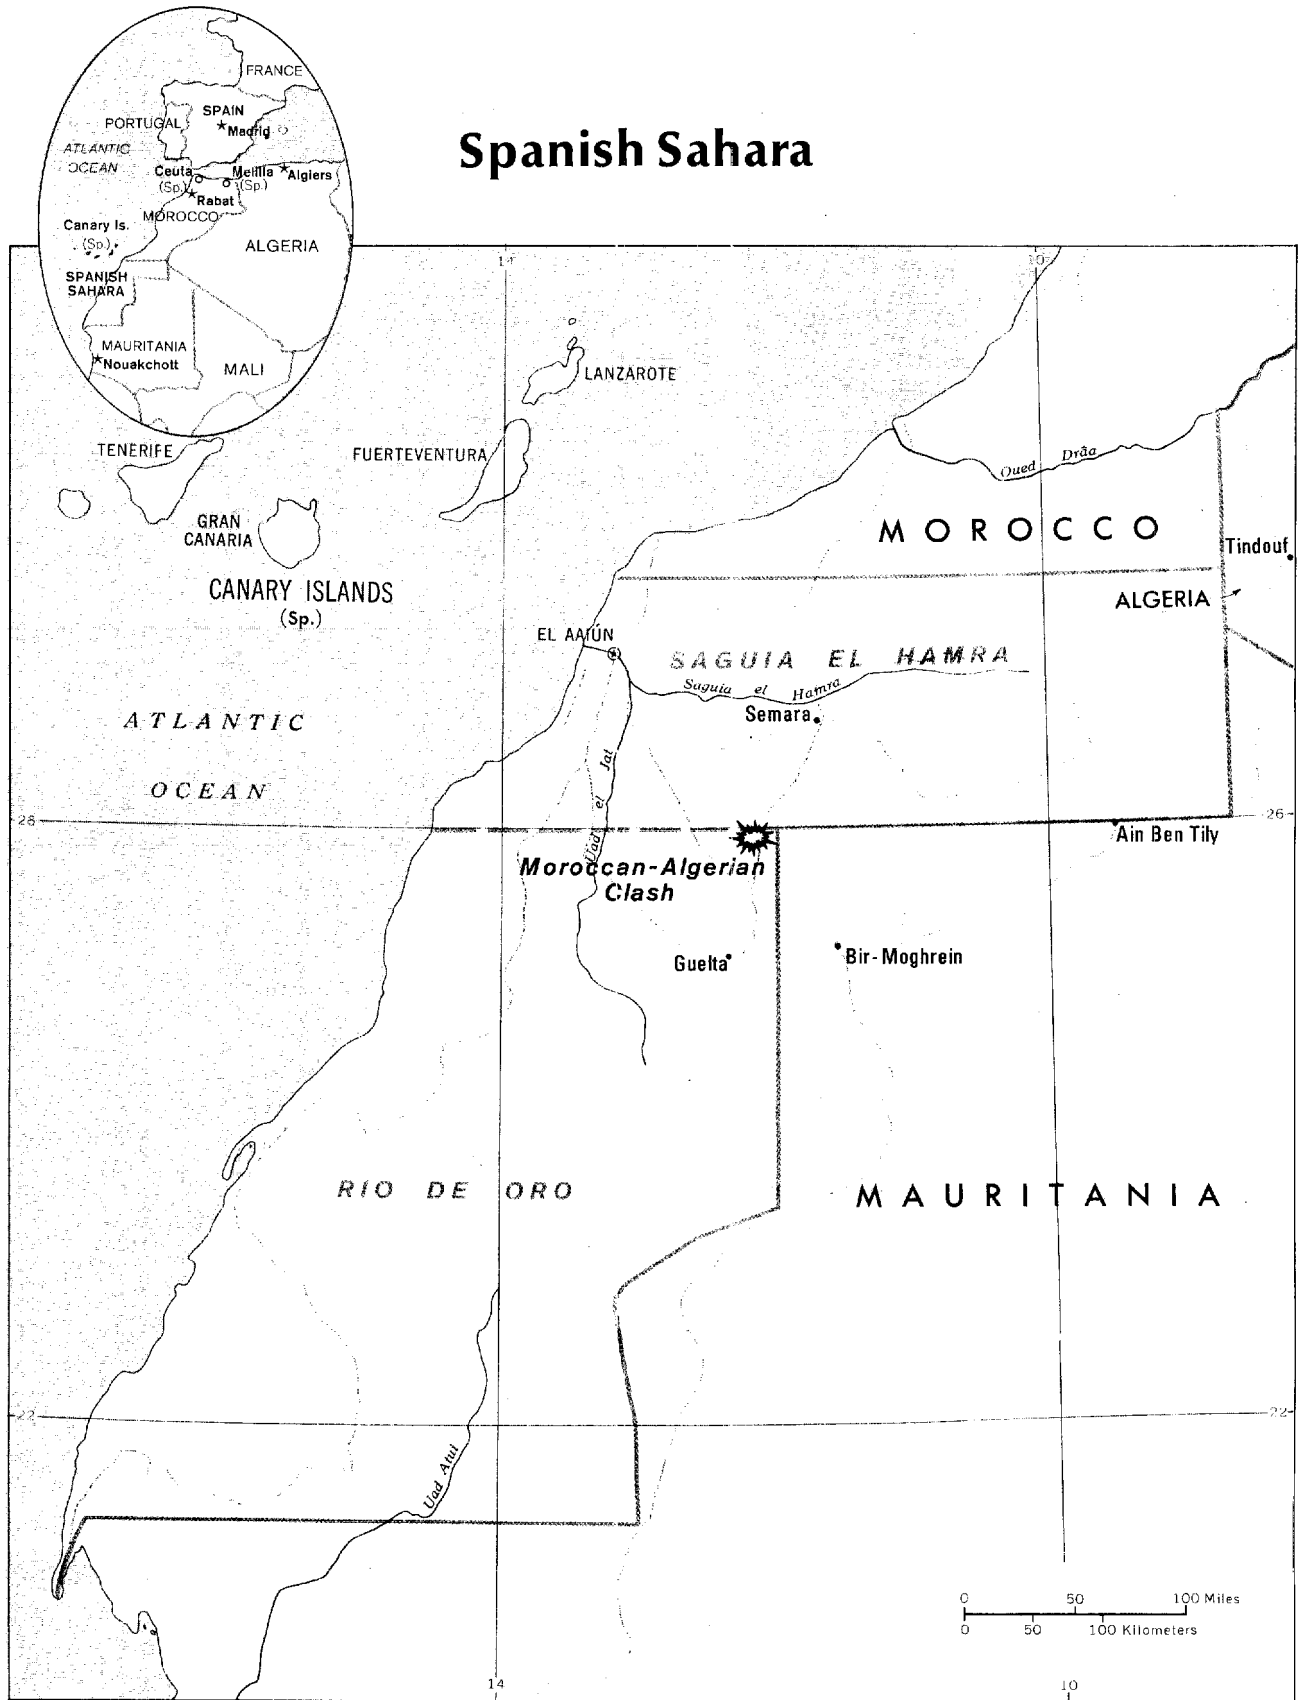 Spanish Sahara
FRANCE
SPAIN
PORTUGAL
Madrid
ATLANTIC
OCEAN
Ceuta
(Sp.)
Melilla
(Sp.)
Algiers
Rabat
MOROCCO
Canary Is.
(Sp.)
ALGERIA
SPANISH
SAHARA
MAURITANIA
Nouakchott
MALI
14
10
LANZAROTE
TENERIFE
FUERTEVENTURA
Oued Drâa
GRAN
CANARIA
MOROCCO
Tindouf
CANARY ISLANDS
(Sp.)
ALGERIA
EL AAIÚN
SAGUIA EL HAMRA
Saguia el Hamra
Semara
ATLANTIC
OCEAN
Uad el Jat
26
26
Ain Ben Tily
Moroccan-Algerian
Clash
Guelta
Bir-Moghrein
RIO DE ORO
MAURITANIA
22
22
Uad Atui
0 50 100 Miles
0 50 100 Kilometers
14
10